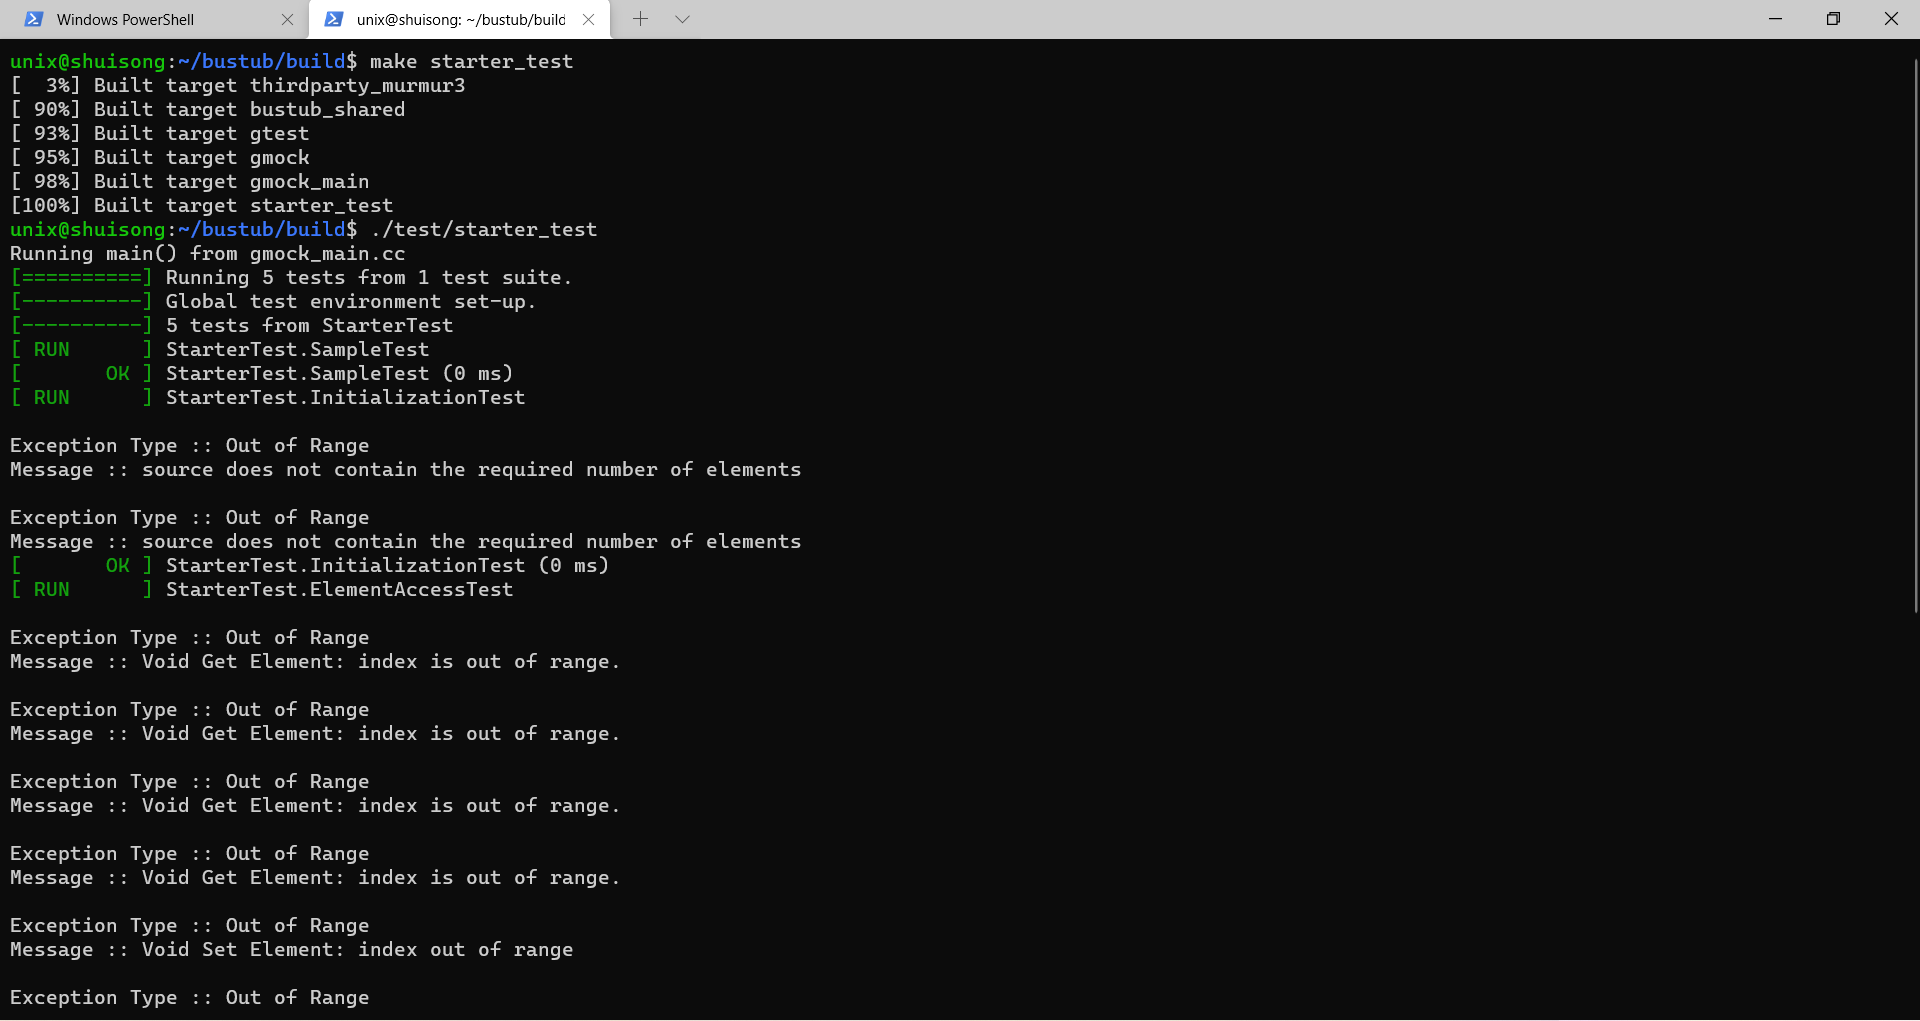 Windows PowerShell
unix@shuisong: ~/bustub/build
unix@shuisong:~/bustub/build$ make starter_test
[  3%] Built target thirdparty_murmur3
[ 90%] Built target bustub_shared
[ 93%] Built target gtest
[ 95%] Built target gmock
[ 98%] Built target gmock_main
[100%] Built target starter_test
unix@shuisong:~/bustub/build$ ./test/starter_test
Running main() from gmock_main.cc
[==========] Running 5 tests from 1 test suite.
[----------] Global test environment set-up.
[----------] 5 tests from StarterTest
[ RUN      ] StarterTest.SampleTest
[       OK ] StarterTest.SampleTest (0 ms)
[ RUN      ] StarterTest.InitializationTest
Exception Type :: Out of Range
Message :: source does not contain the required number of elements
Exception Type :: Out of Range
Message :: source does not contain the required number of elements
[       OK ] StarterTest.InitializationTest (0 ms)
[ RUN      ] StarterTest.ElementAccessTest
Exception Type :: Out of Range
Message :: Void Get Element: index is out of range.
Exception Type :: Out of Range
Message :: Void Get Element: index is out of range.
Exception Type :: Out of Range
Message :: Void Get Element: index is out of range.
Exception Type :: Out of Range
Message :: Void Get Element: index is out of range.
Exception Type :: Out of Range
Message :: Void Set Element: index out of range
Exception Type :: Out of Range